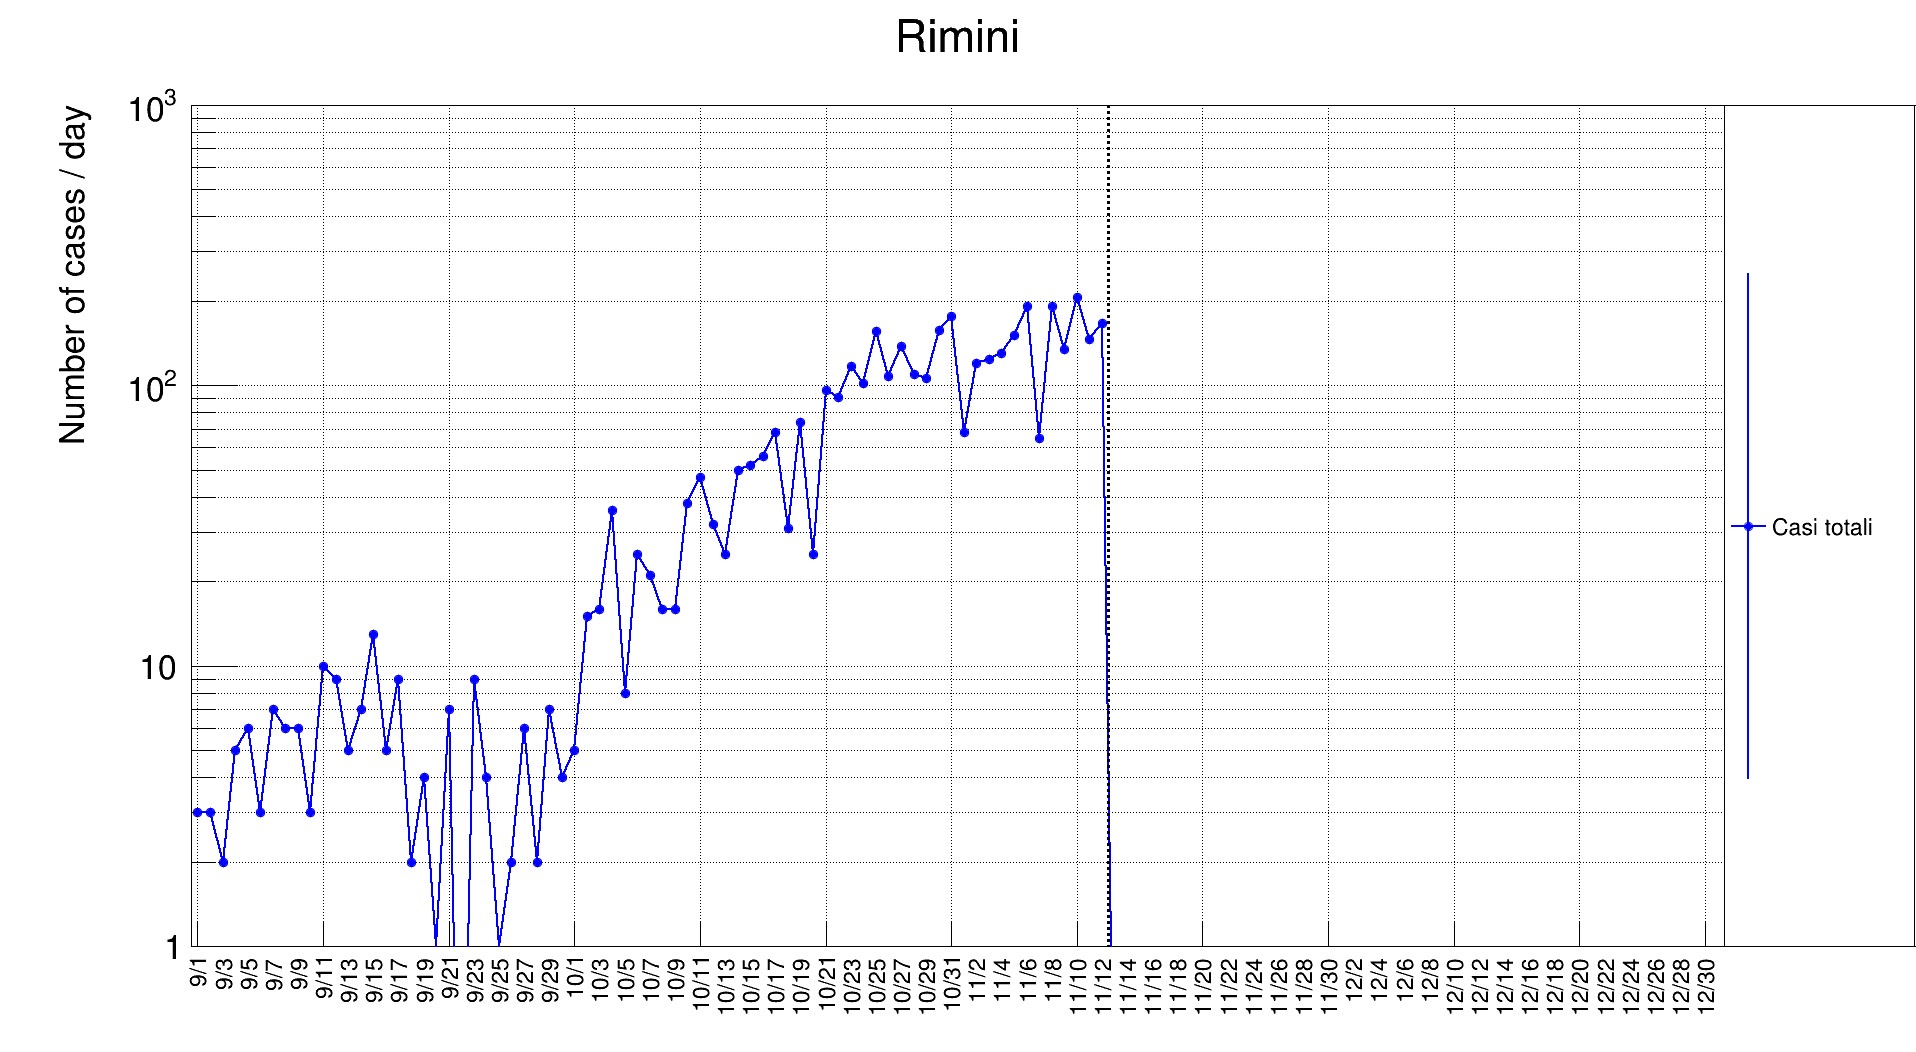 Rimini
Number of cases / day
10³
10²
10
1
9/1 9/3 9/5 9/7 9/9 9/11 9/13 9/15 9/17 9/19 9/21 9/23 9/25 9/27 9/29 10/1 10/3 10/5 10/7 10/9 10/11 10/13 10/15 10/17 10/19 10/21 10/23 10/25 10/27 10/29 10/31 11/2 11/4 11/6 11/8 11/10 11/12 11/14 11/16 11/18 11/20 11/22 11/24 11/26 11/28 11/30 12/2 12/4 12/6 12/8 12/10 12/12 12/14 12/16 12/18 12/20 12/22 12/24 12/26 12/28 12/30
Casi totali